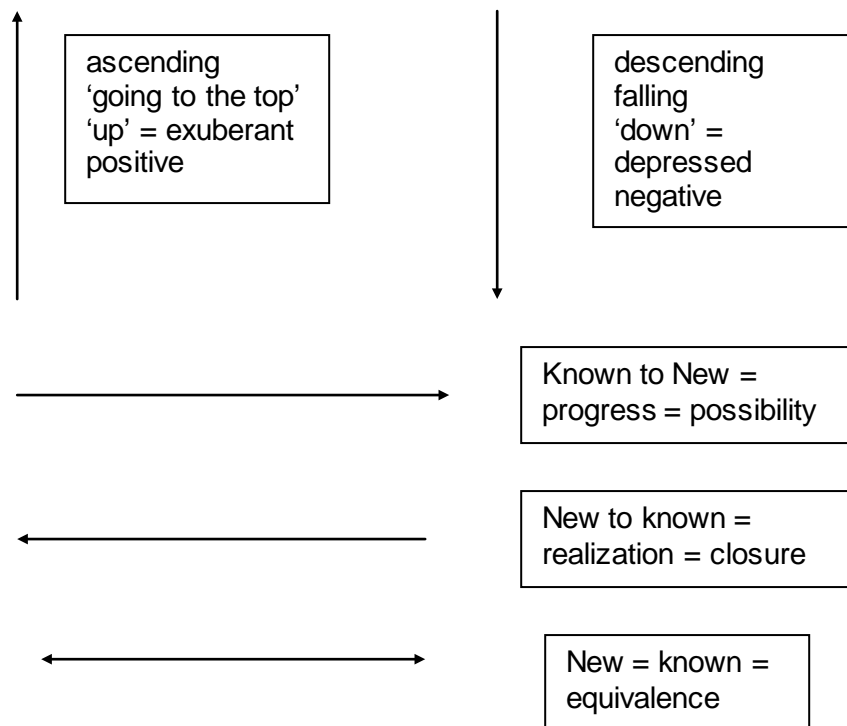 ascending
‘going to the top’
‘up’ = exuberant
positive
descending
falling
‘down’ =
depressed
negative
Known to New =
progress = possibility
New to known =
realization = closure
New = known =
equivalence